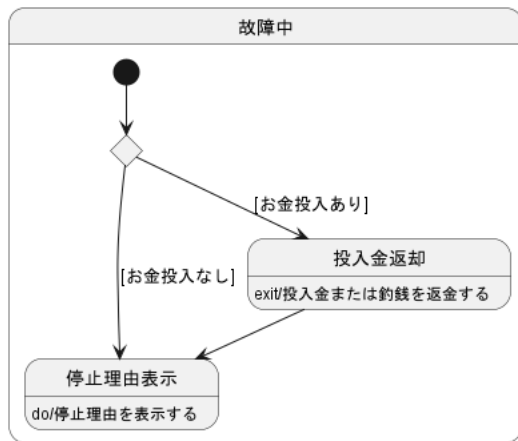 故障中
[お金投入あり]
投入金返却
exit/投入金または釣銭を返金する
[お金投入なし]
停止理由表示
do/停止理由を表示する